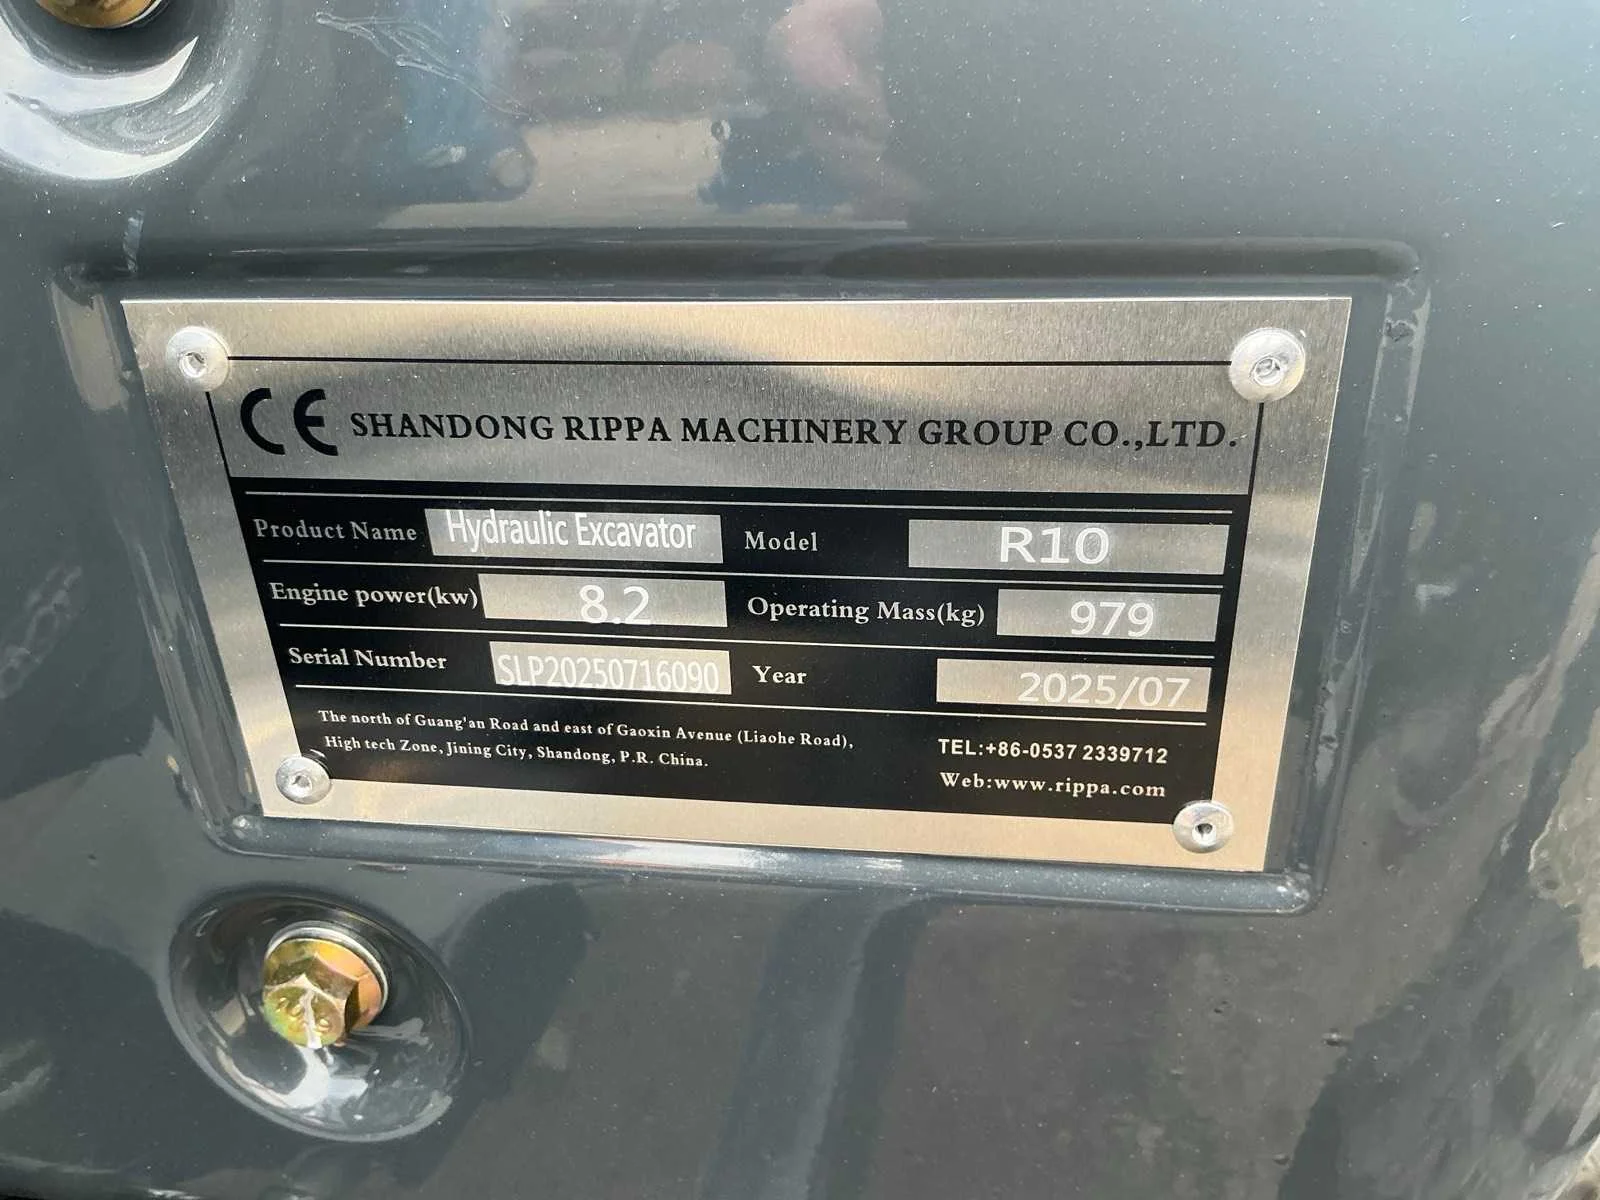 CE SHANDONG RIPPA MACHINERY GROUP CO.,LTD.
Product Name Hydraulic Excavator Model R10
Engine power(kw) 8.2 Operating Mass(kg) 979
Serial Number SLP20250716090 Year 2025/07
The north of Guang'an Road and east of Gaoxin Avenue (Liaohe Road),
High tech Zone, Jining City, Shandong, P.R. China.
TEL:+86-0537 2339712
Web:www.rippa.com